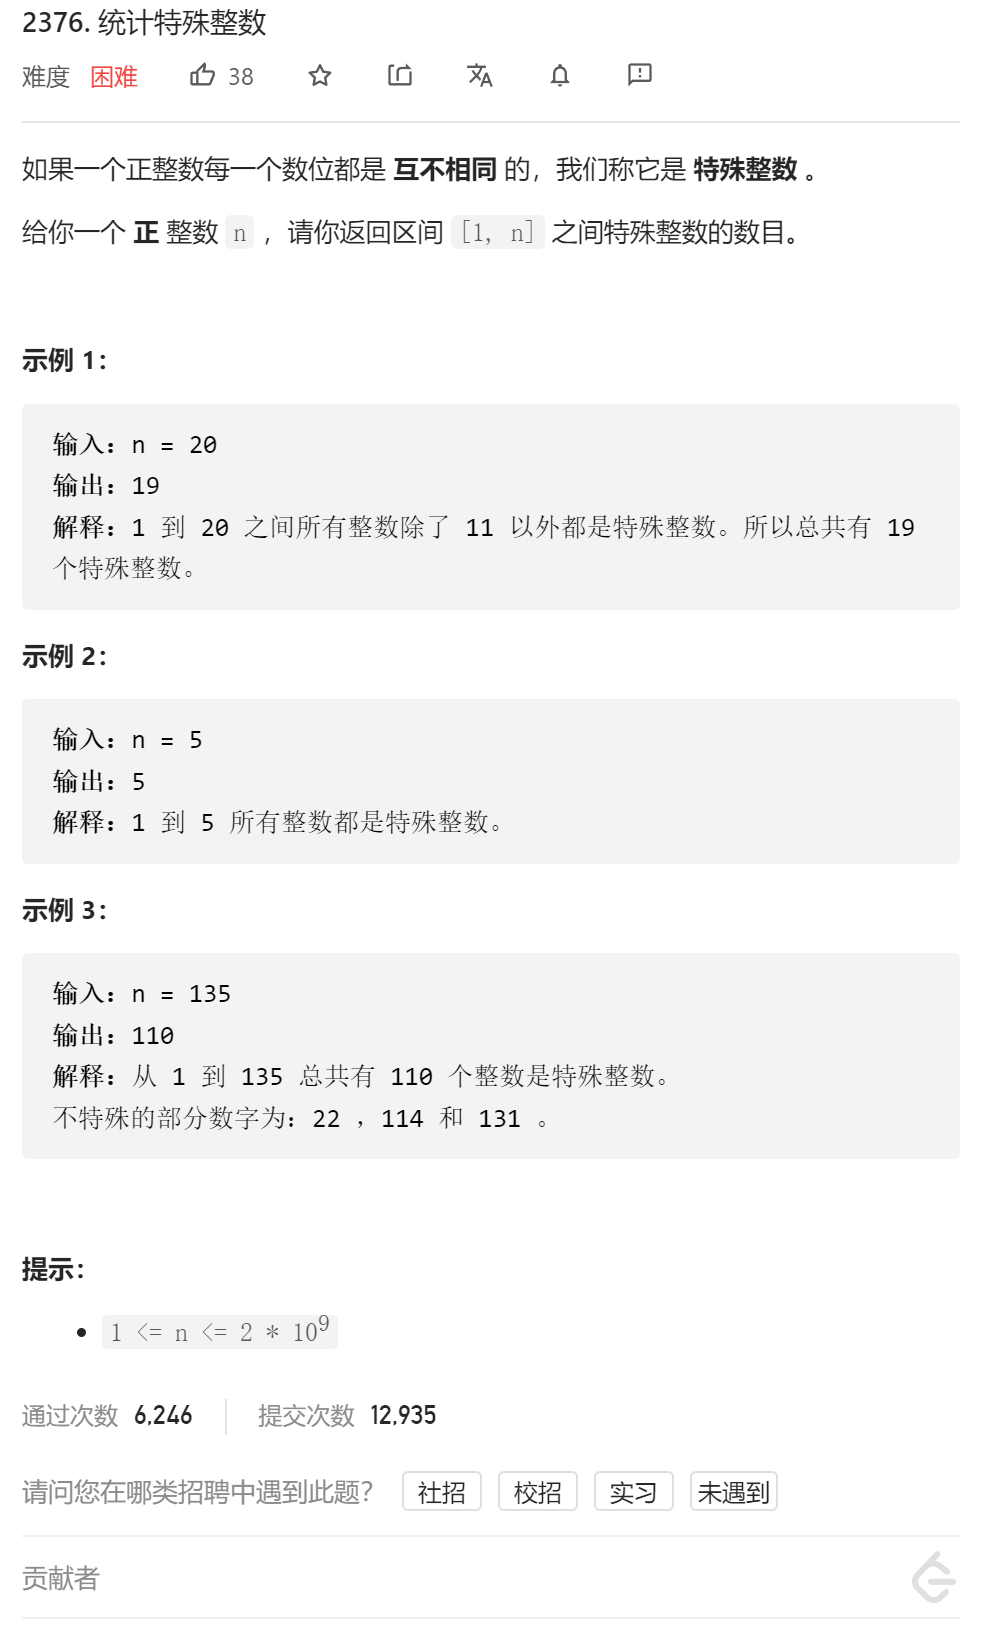 2376. 统计特殊整数
难度 困难 38
如果一个正整数每一个数位都是 互不相同 的，我们称它是 特殊整数 。
给你一个 正 整数 n ，请你返回区间 [1, n] 之间特殊整数的数目。
示例 1：
输入：n = 20
输出：19
解释：1 到 20 之间所有整数除了 11 以外都是特殊整数。所以总共有 19
个特殊整数。
示例 2：
输入：n = 5
输出：5
解释：1 到 5 所有整数都是特殊整数。
示例 3：
输入：n = 135
输出：110
解释：从 1 到 135 总共有 110 个整数是特殊整数。
不特殊的部分数字为：22 ，114 和 131 。
提示：
• 1 <= n <= 2 * 10⁹
通过次数 6,246 提交次数 12,935
请问您在哪类招聘中遇到此题？ 社招 校招 实习 未遇到
贡献者